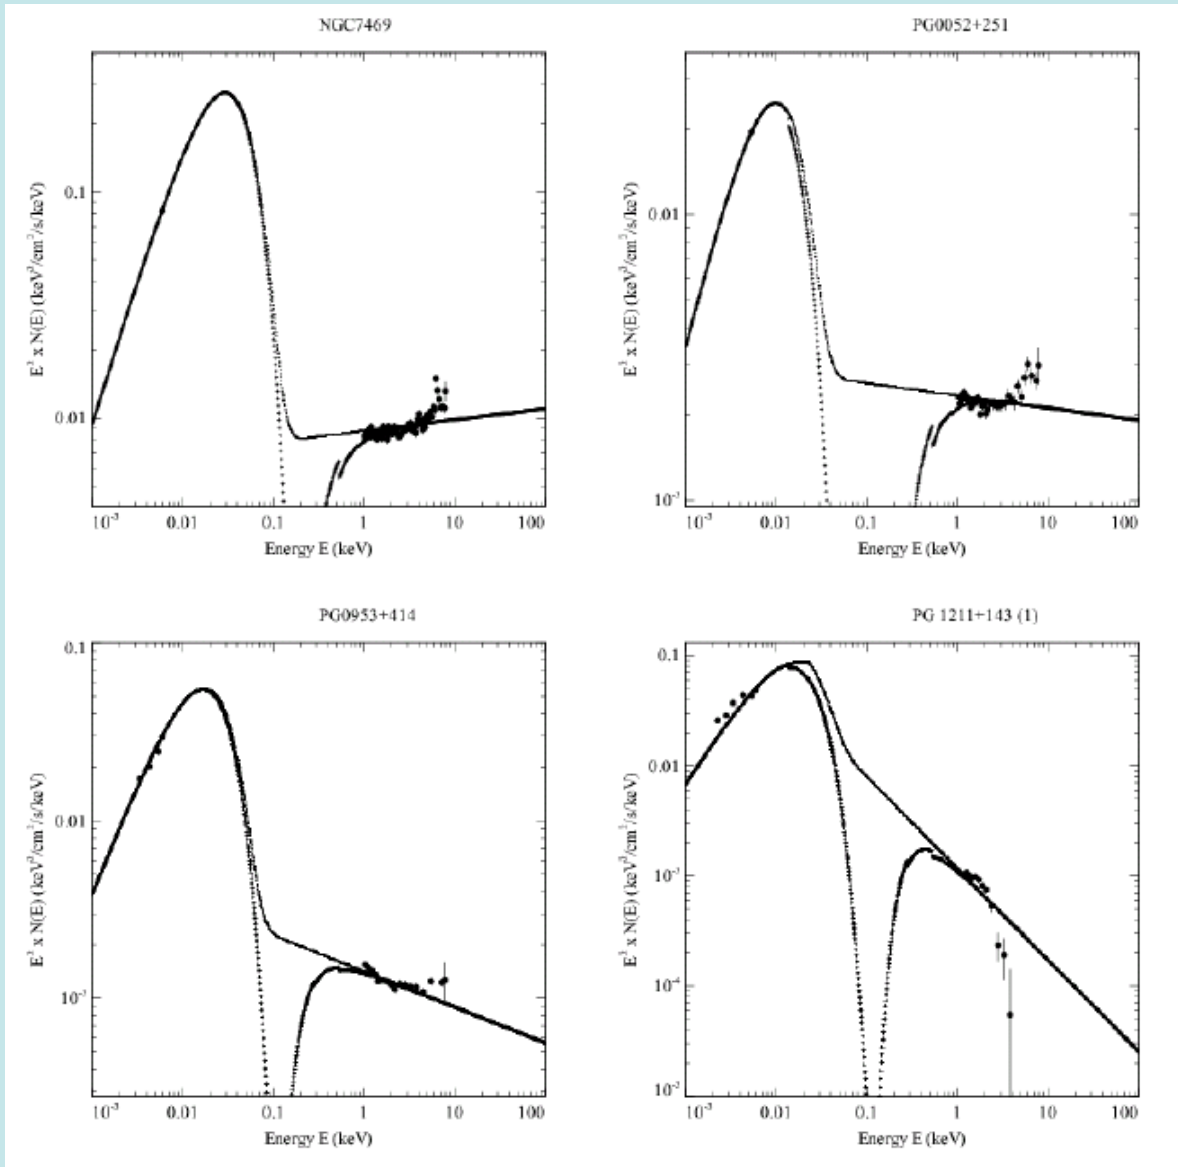 NGC7469
E² x N(E) (keV²/cm²/s/keV)
0.1
0.01
10⁻³ 0.01 0.1 1 10 100
Energy E (keV)
PG0052+251
E² x N(E) (keV²/cm²/s/keV)
0.01
10⁻³
10⁻³ 0.01 0.1 1 10 100
Energy E (keV)
PG0953+414
E² x N(E) (keV²/cm²/s/keV)
0.1
0.01
10⁻³
10⁻³ 0.01 0.1 1 10 100
Energy E (keV)
PG 1211+143 (1)
E² x N(E) (keV²/cm²/s/keV)
0.1
0.01
10⁻³
10⁻⁴
10⁻⁵
10⁻³ 0.01 0.1 1 10 100
Energy E (keV)